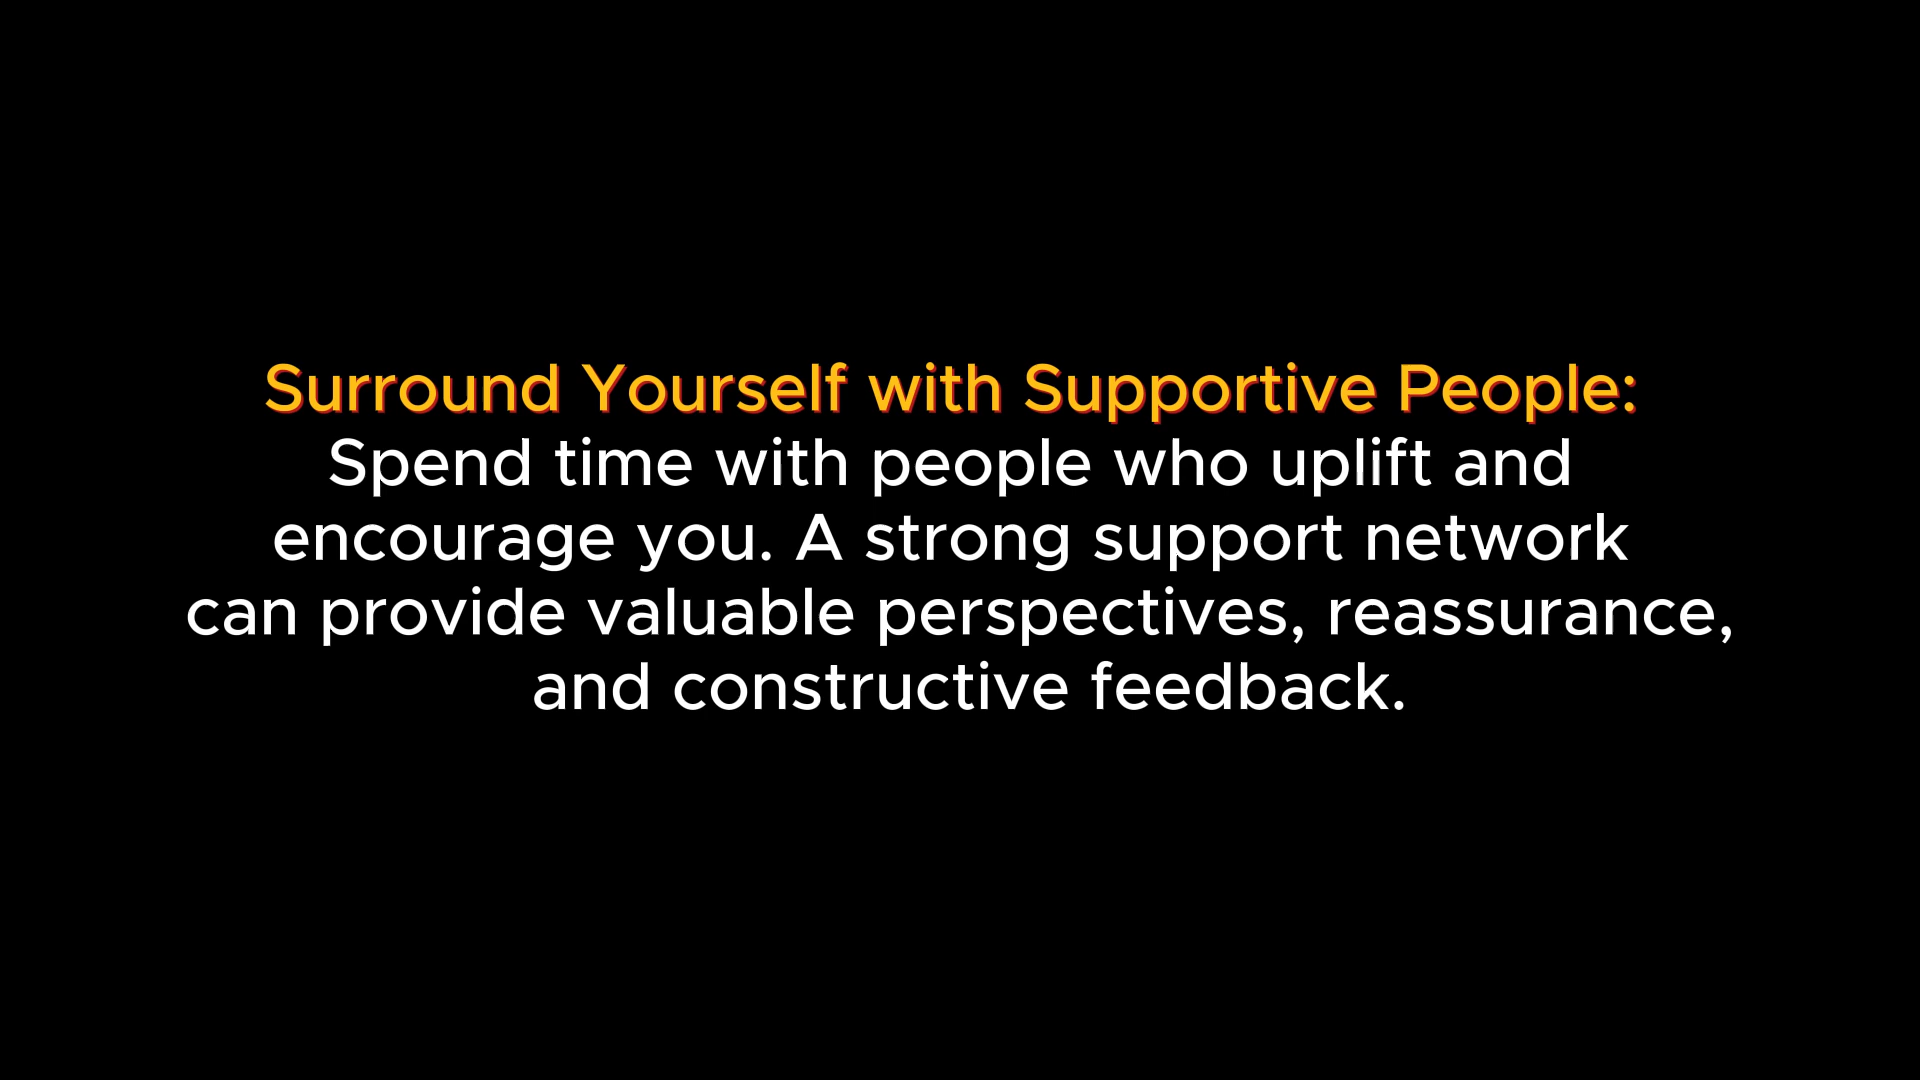 Surround Yourself with Supportive People:
Spend time with people who uplift and
encourage you. A strong support network
can provide valuable perspectives, reassurance,
and constructive feedback.